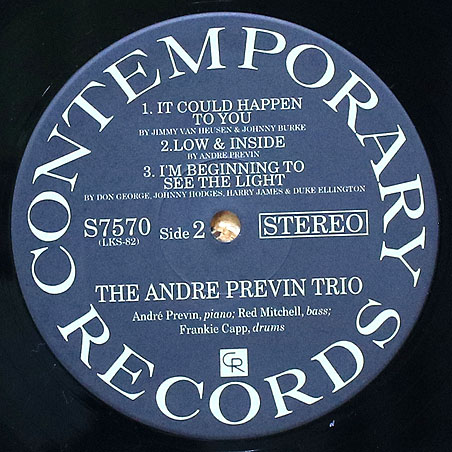 CONTEMPORARY
1. IT COULD HAPPEN
TO YOU
BY JIMMY VAN HEUSEN & JOHNNY BURKE
2.LOW & INSIDE
BY ANDRE PREVIN
3. I'M BEGINNING TO
SEE THE LIGHT
BY DON GEORGE, JOHNNY HODGES, HARRY JAMES & DUKE ELLINGTON
S7570
(LKS-82)
Side 2
STEREO
THE ANDRE PREVIN TRIO
André Previn, piano; Red Mitchell, bass;
Frankie Capp, drums
CR
RECORDS